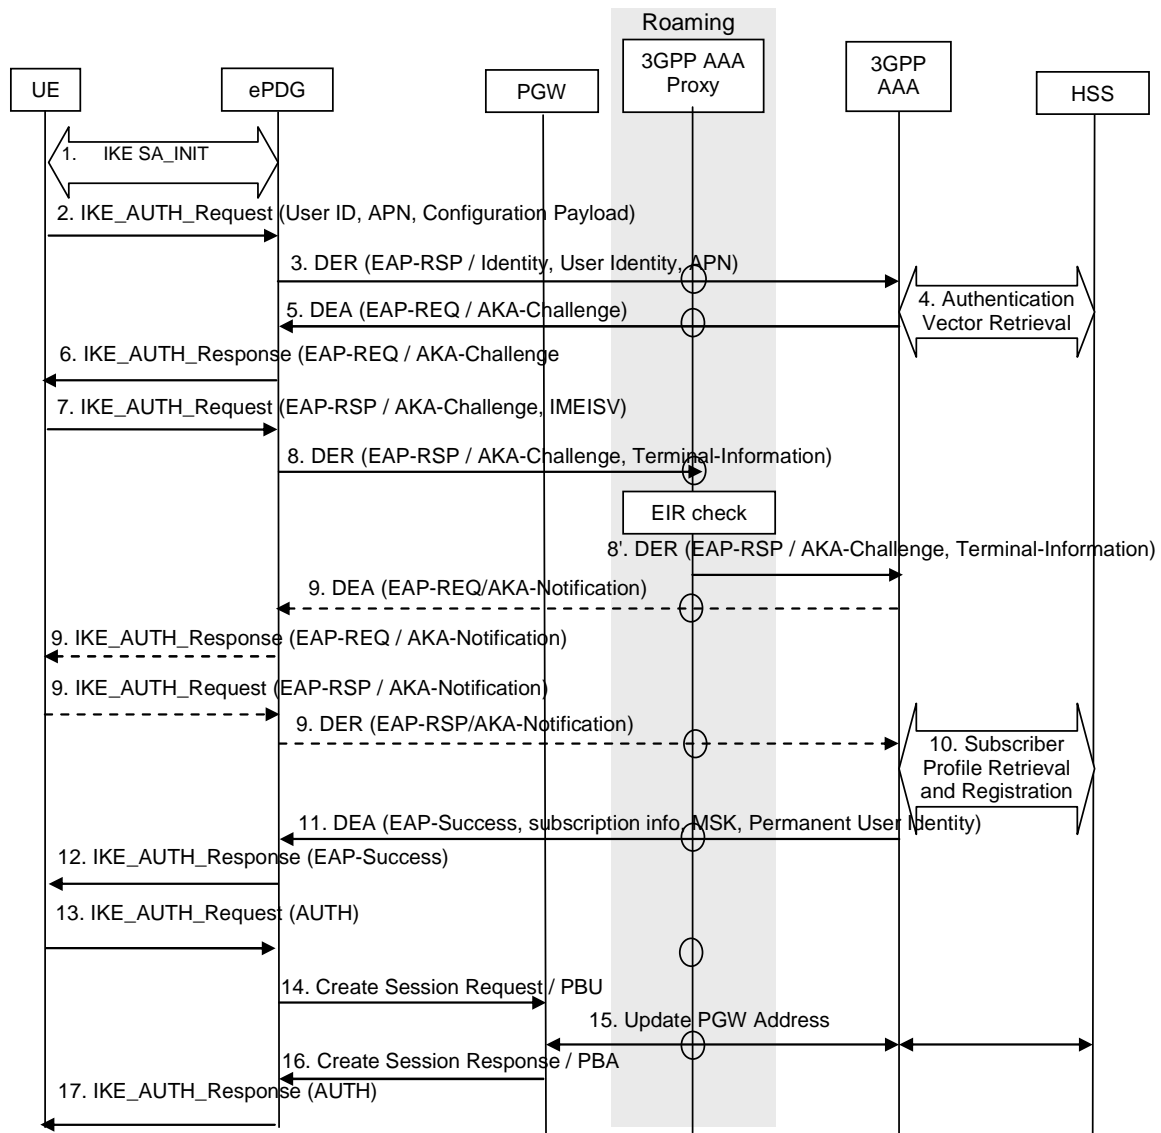 Roaming
UE
ePDG
PGW
3GPP AAA
Proxy
3GPP
AAA
HSS
1. IKE SA_INIT
2. IKE_AUTH_Request (User ID, APN, Configuration Payload)
3. DER (EAP-RSP / Identity, User Identity, APN)
4. Authentication
Vector Retrieval
5. DEA (EAP-REQ / AKA-Challenge)
6. IKE_AUTH_Response (EAP-REQ / AKA-Challenge
7. IKE_AUTH_Request (EAP-RSP / AKA-Challenge, IMEISV)
8. DER (EAP-RSP / AKA-Challenge, Terminal-Information)
EIR check
8'. DER (EAP-RSP / AKA-Challenge, Terminal-Information)
9. DEA (EAP-REQ/AKA-Notification)
9. IKE_AUTH_Response (EAP-REQ / AKA-Notification)
9. IKE_AUTH_Request (EAP-RSP / AKA-Notification)
9. DER (EAP-RSP/AKA-Notification)
10. Subscriber
Profile Retrieval
and Registration
11. DEA (EAP-Success, subscription info, MSK, Permanent User Identity)
12. IKE_AUTH_Response (EAP-Success)
13. IKE_AUTH_Request (AUTH)
14. Create Session Request / PBU
15. Update PGW Address
16. Create Session Response / PBA
17. IKE_AUTH_Response (AUTH)